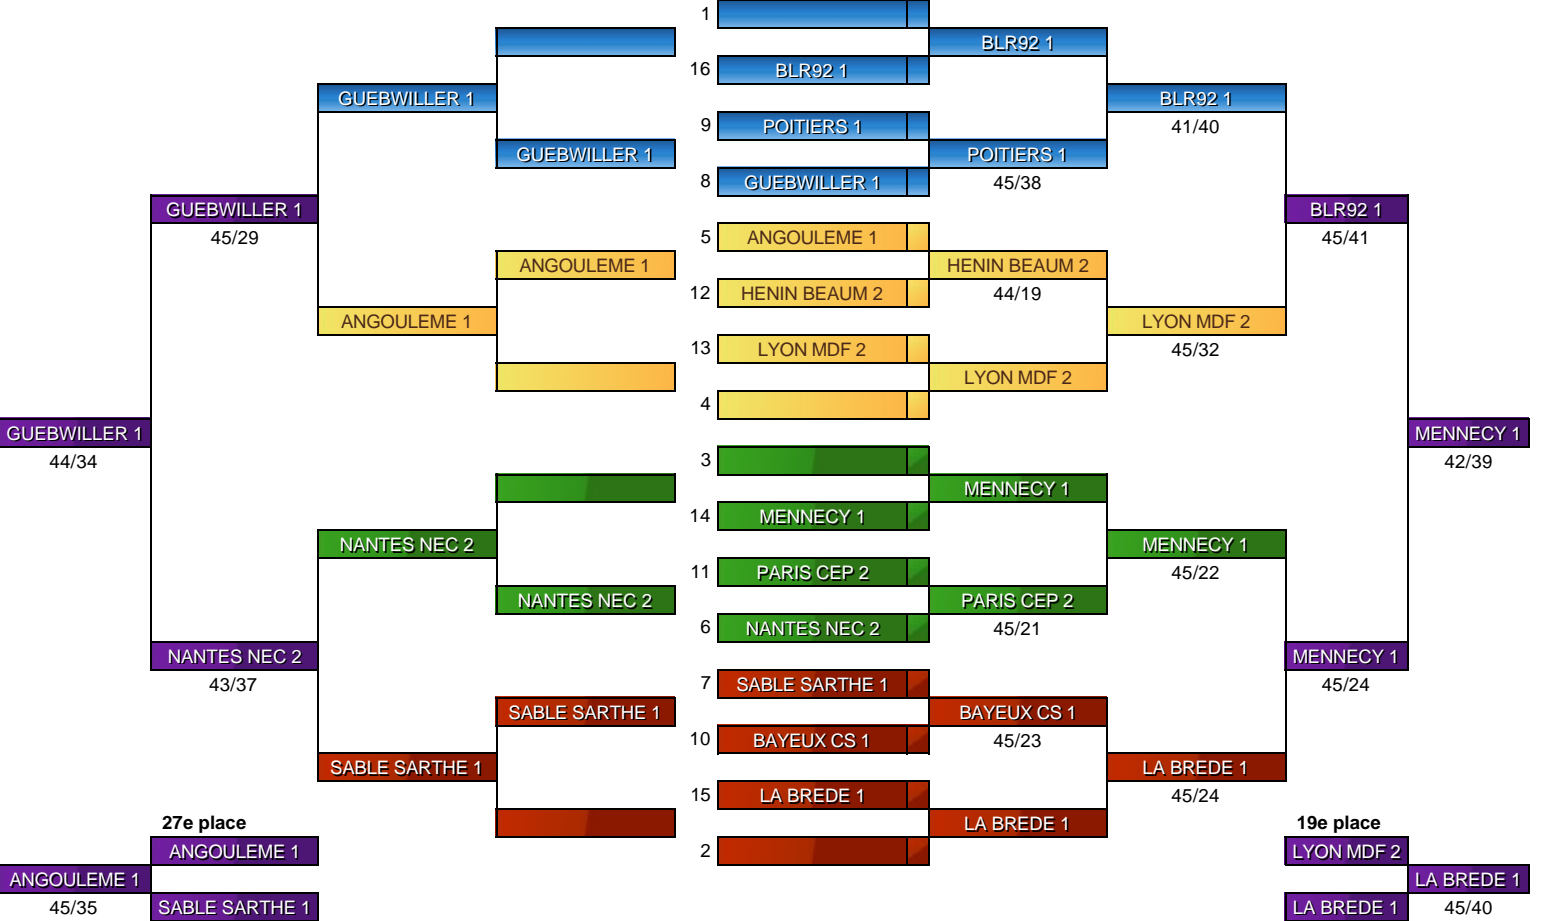 1
BLR92 1
16 BLR92 1
GUEBWILLER 1 BLR92 1
9 POITIERS 1 41/40
GUEBWILLER 1 POITIERS 1
8 GUEBWILLER 1 45/38
GUEBWILLER 1 BLR92 1
45/29 5 ANGOULEME 1 45/41
ANGOULEME 1 HENIN BEAUM 2
12 HENIN BEAUM 2 44/19
ANGOULEME 1 LYON MDF 2
13 LYON MDF 2 45/32
LYON MDF 2
4
GUEBWILLER 1 MENNECY 1
44/34 3 42/39
MENNECY 1
14 MENNECY 1
NANTES NEC 2 MENNECY 1
11 PARIS CEP 2 45/22
NANTES NEC 2 PARIS CEP 2
6 NANTES NEC 2 45/21
NANTES NEC 2 MENNECY 1
43/37 7 SABLE SARTHE 1 45/24
SABLE SARTHE 1 BAYEUX CS 1
10 BAYEUX CS 1 45/23
SABLE SARTHE 1 LA BREDE 1
15 LA BREDE 1 45/24
27e place LA BREDE 1 19e place
ANGOULEME 1 2 LYON MDF 2
ANGOULEME 1 LA BREDE 1
45/35 SABLE SARTHE 1 LA BREDE 1 45/40